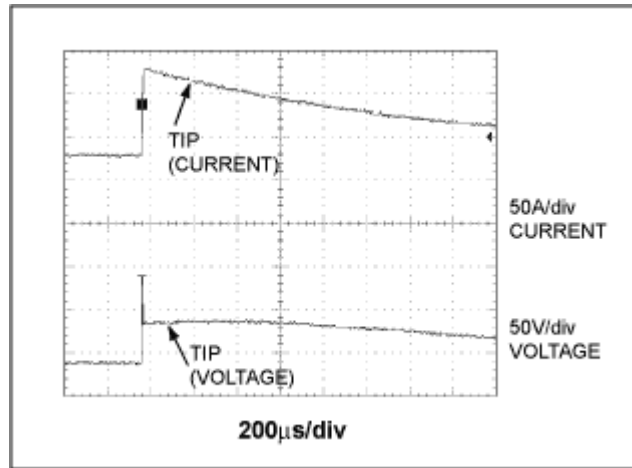 TIP
(CURRENT)
50A/div
CURRENT
TIP
(VOLTAGE)
50V/div
VOLTAGE
200μs/div